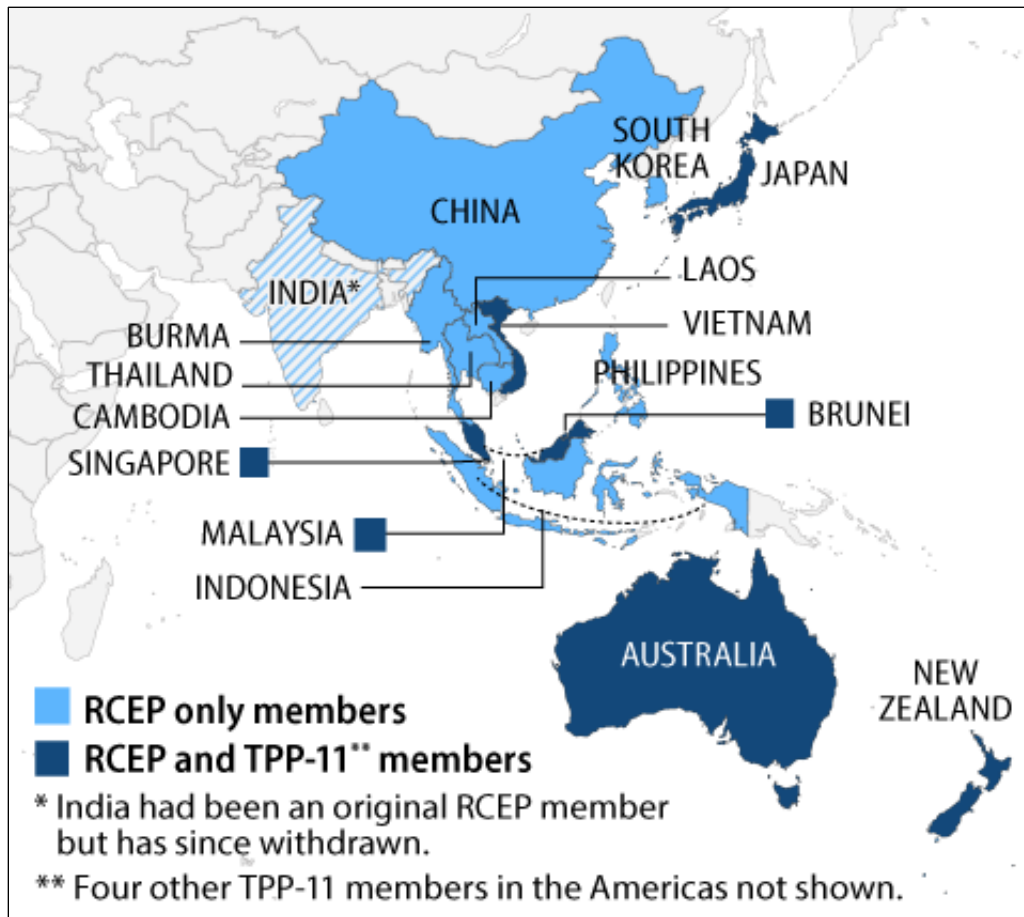 SOUTH
KOREA
JAPAN
CHINA
LAOS
INDIA*
VIETNAM
BURMA
THAILAND
PHILIPPINES
CAMBODIA
BRUNEI
SINGAPORE
MALAYSIA
INDONESIA
AUSTRALIA
NEW
ZEALAND
RCEP only members
RCEP and TPP-11** members
* India had been an original RCEP member
but has since withdrawn.
** Four other TPP-11 members in the Americas not shown.